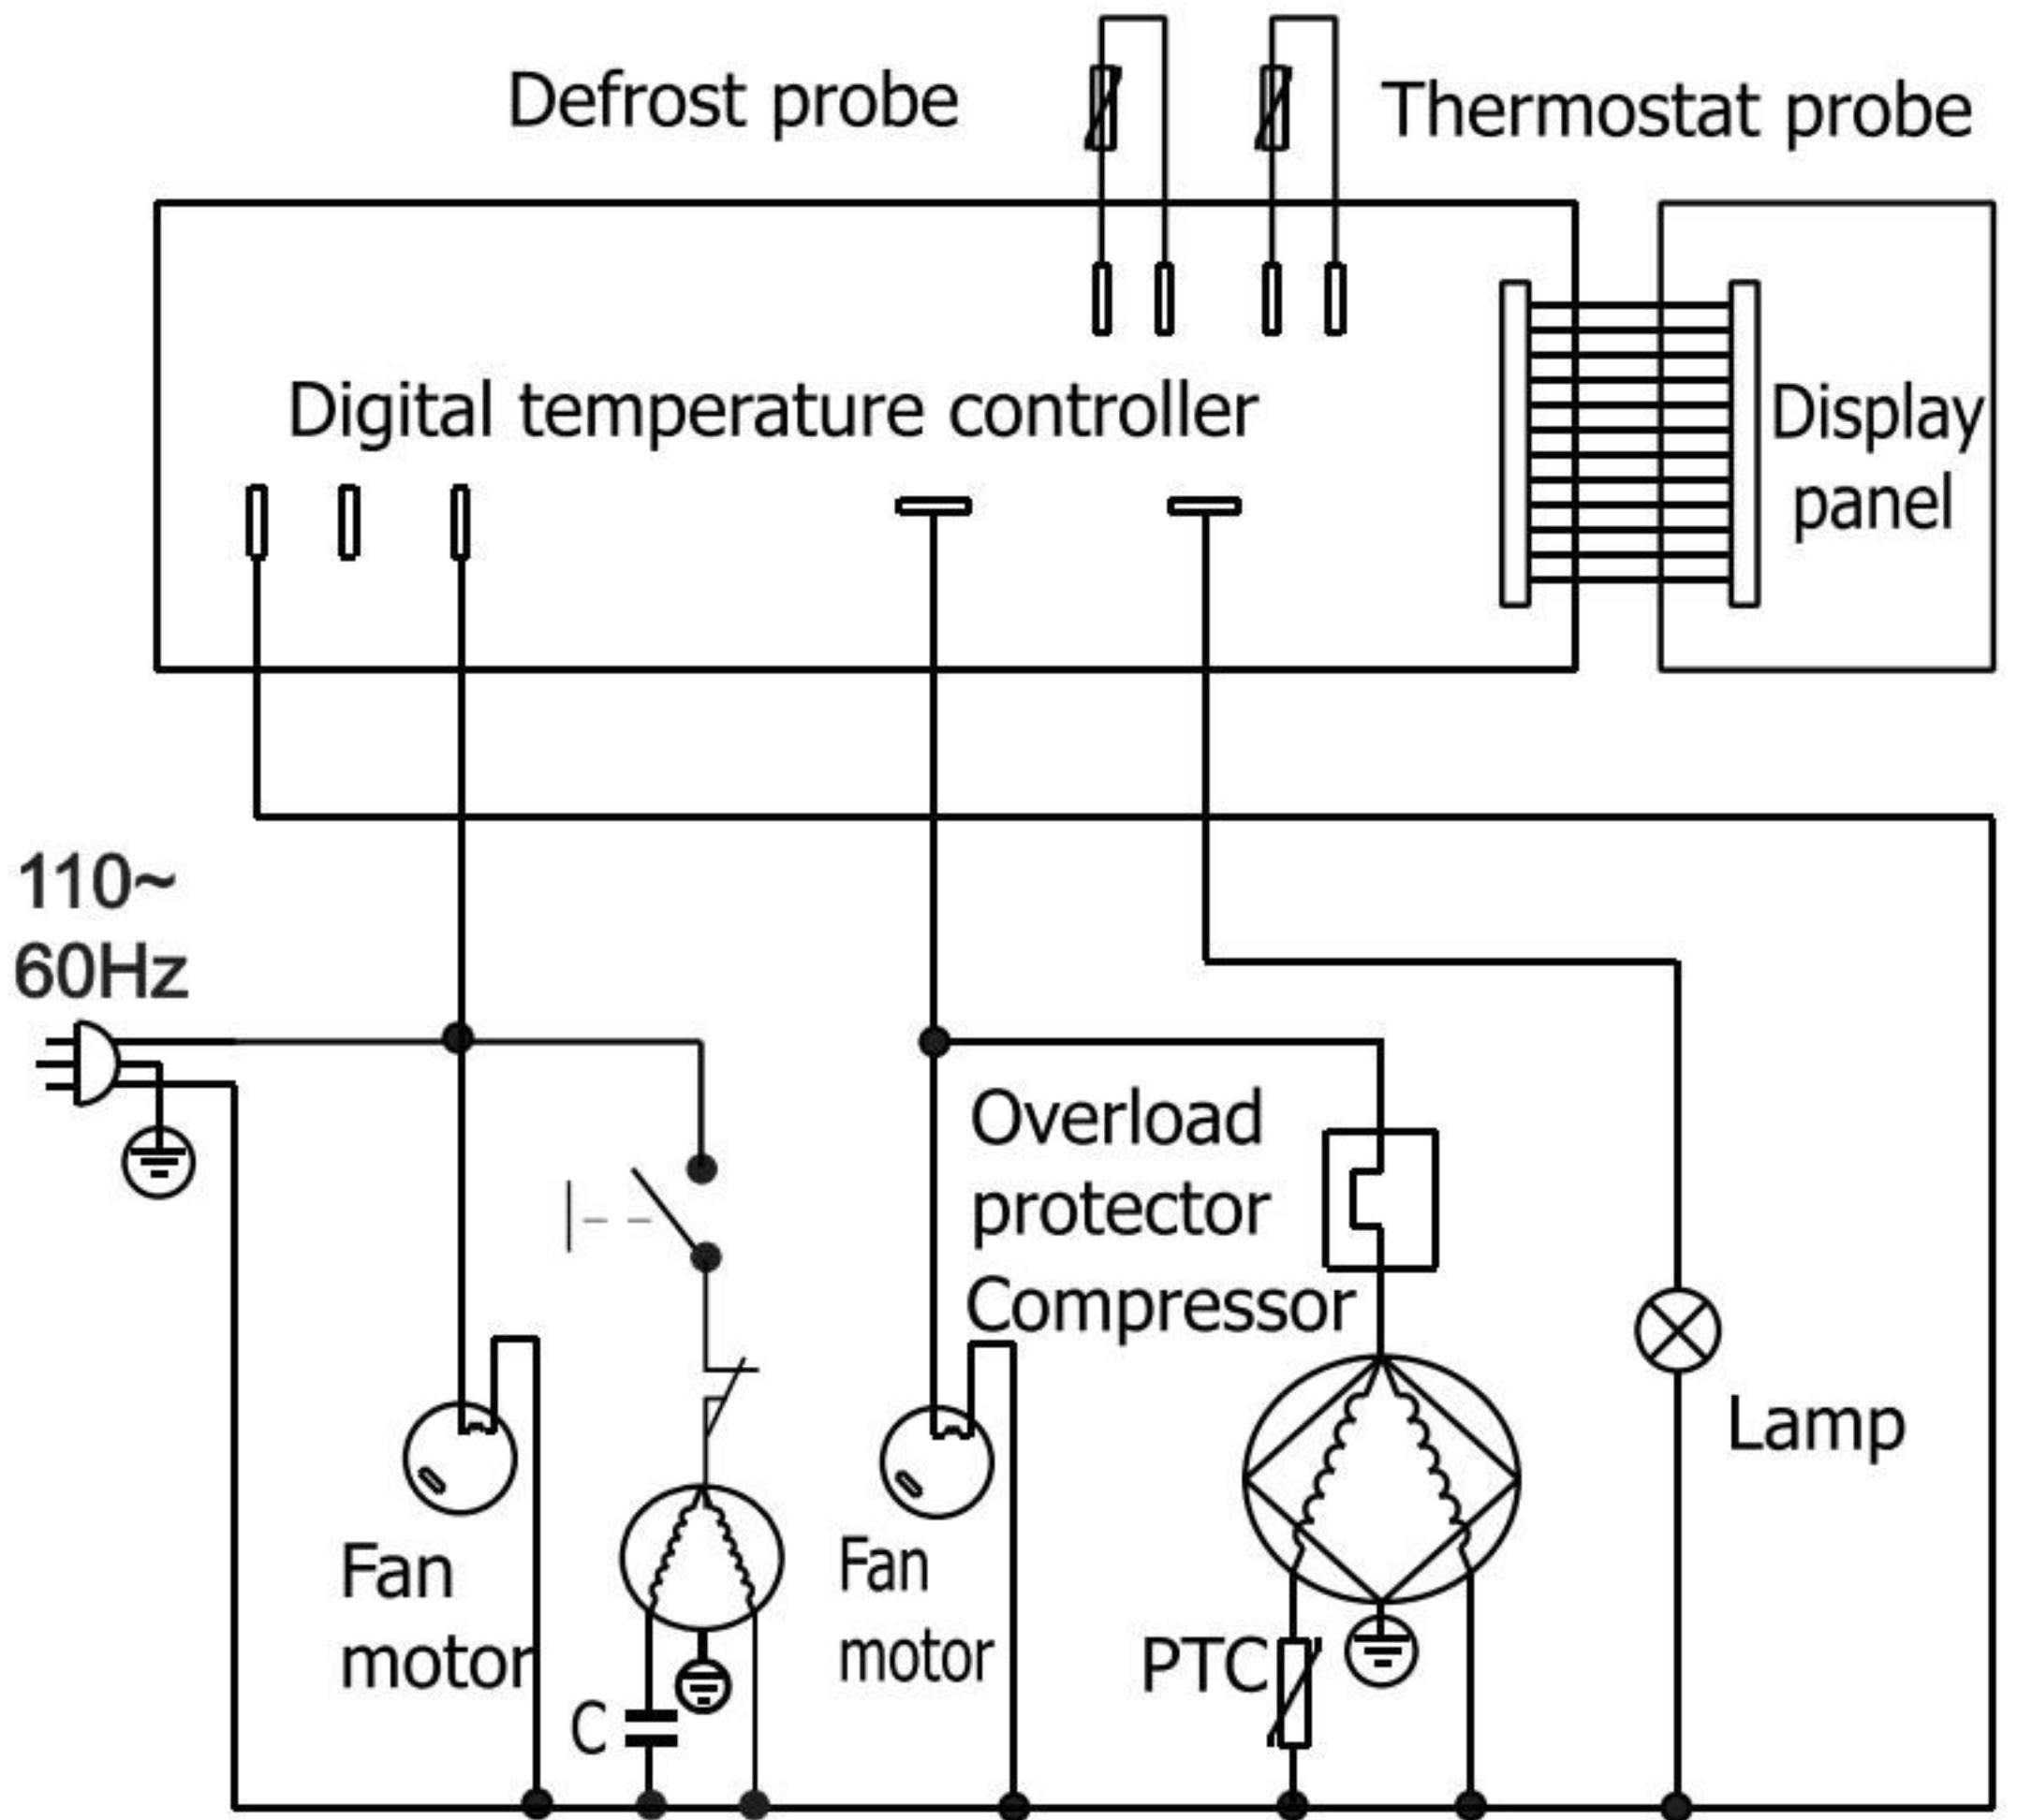 Defrost probe
Thermostat probe
Digital temperature controller
Display
panel
110~
60Hz
Overload
protector
Compressor
Lamp
Fan
motor
Fan
motor
PTC
C